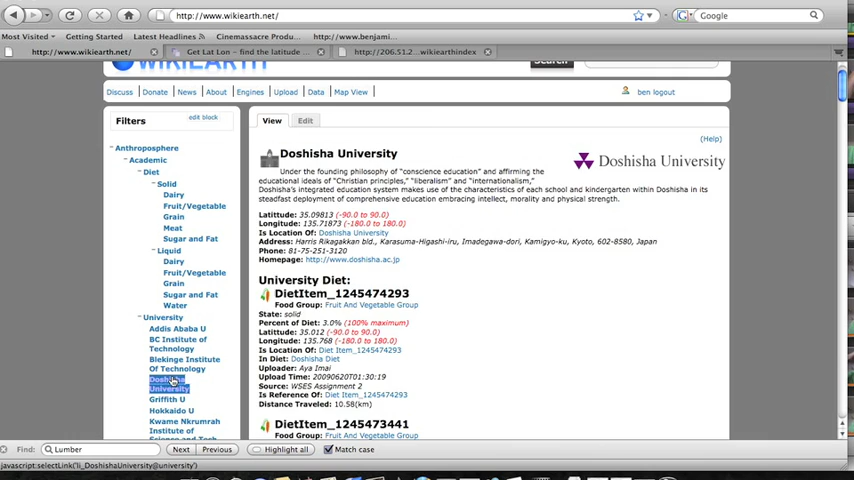 http://www.wikiearth.net/
Google
Most Visited
Getting Started
Latest Headlines
Cinemassacre Produc...
http://www.benjami...
http://www.wikiearth.net/
Get Lat Lon - find the latitude ...
http://206.51.2...wikiearthindex
WIKIEARTH
Search
Discuss
Donate
News
About
Engines
Upload
Data
Map View
ben logout
Filters
edit block
Anthroposphere
Academic
Diet
Solid
Dairy
Fruit/Vegetable
Grain
Meat
Sugar and Fat
Liquid
Dairy
Fruit/Vegetable
Grain
Sugar and Fat
Water
University
Addis Ababa U
BC Institute of
Technology
Blekinge Institute
Of Technology
Doshisha
University
Griffith U
Hokkaido U
Kwame Nkrumrah
Institute of
Science and Tech
View
Edit
(Help)
Doshisha University
Doshisha University
Under the founding philosophy of "conscience education" and affirming the
educational ideals of "Christian principles," "liberalism" and "internationalism,"
Doshisha's integrated education system makes use of the characteristics of each school and kindergarten within Doshisha in its
steadfast deployment of comprehensive education embracing intellect, morality and physical strength.
Latitude: 35.09813 (-90.0 to 90.0)
Longitude: 135.71873 (-180.0 to 180.0)
Is Location Of: Doshisha University
Address: Harris Rikagakkan bld., Karasuma-Higashi-iru, Imadegawa-dori, Kamigyo-ku, Kyoto, 602-8580, Japan
Phone: 81-75-251-3120
Homepage: http://www.doshisha.ac.jp
University Diet:
DietItem_1245474293
Food Group: Fruit And Vegetable Group
State: solid
Percent of Diet: 3.0% (100% maximum)
Latitude: 35.012 (-90.0 to 90.0)
Longitude: 135.768 (-180.0 to 180.0)
Is Location Of: Diet Item_1245474293
In Diet: Doshisha Diet
Uploader: Aya Imai
Upload Time: 20090620T01:30:19
Source: WSES Assignment 2
Is Reference Of: Diet Item_1245474293
Distance Traveled: 10.58(km)
DietItem_1245473441
Food Group: Fruit And Vegetable Group
Find:
Lumber
Next
Previous
Highlight all
Match case
javascript:selectLink('li_DoshishaUniversity@university')